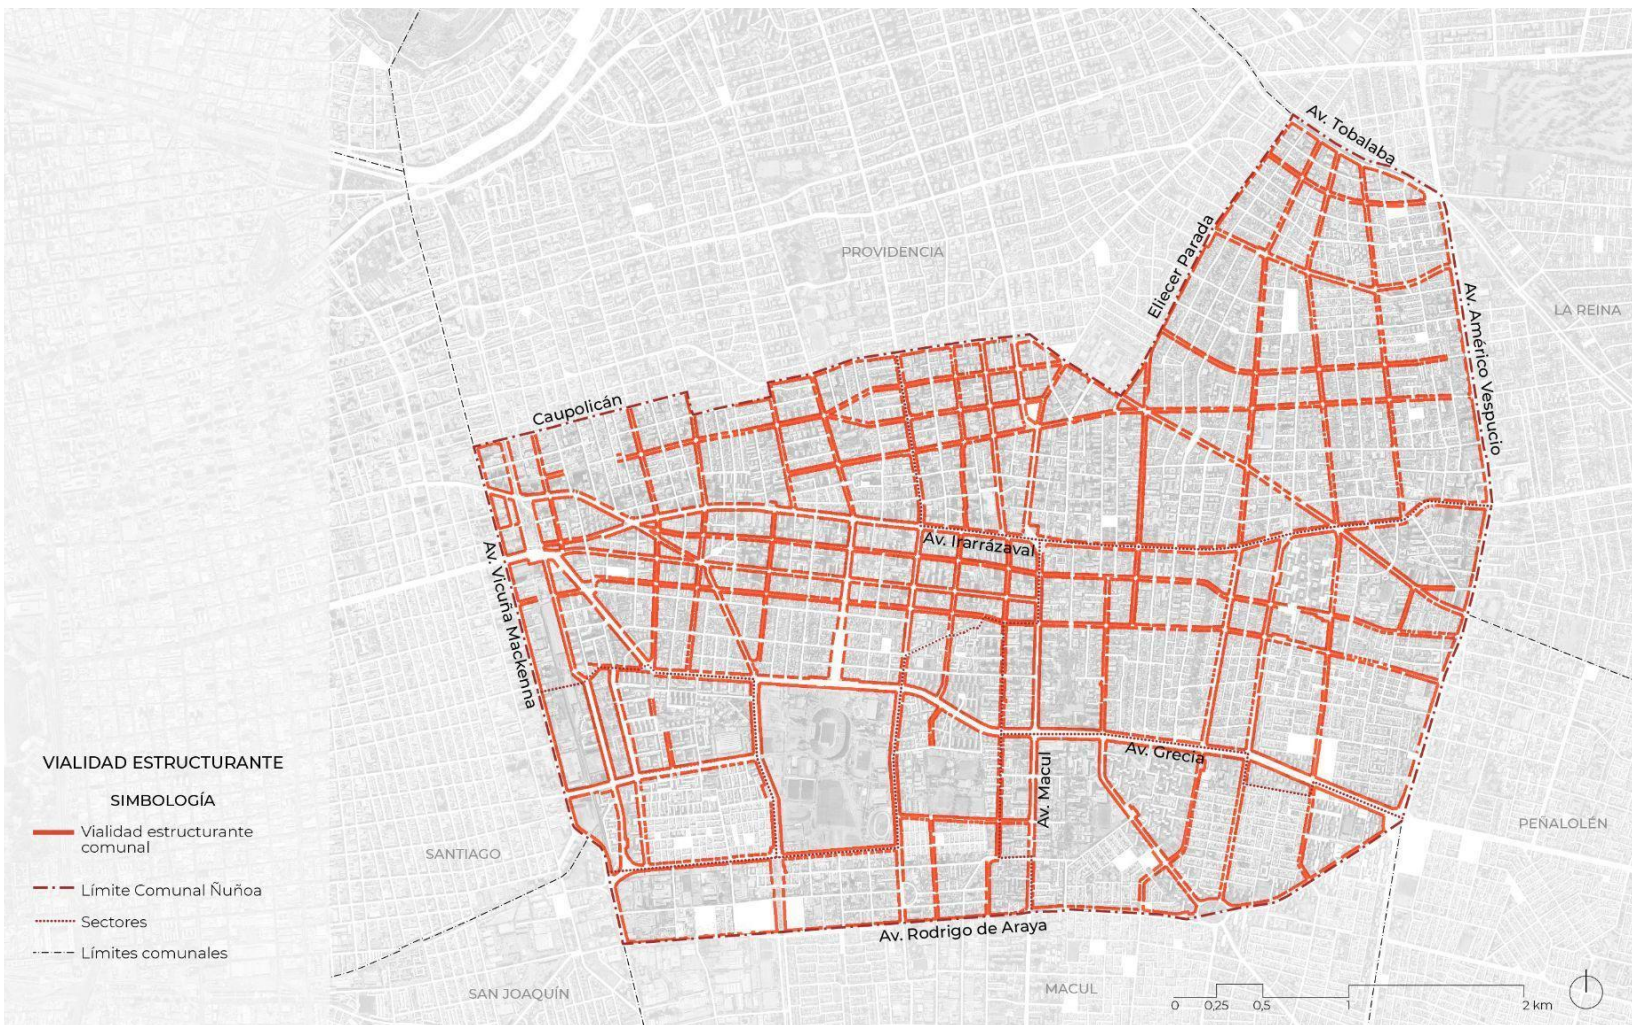 Av. Tobalaba
Eliecer Parada
PROVIDENCIA
LA REINA
Av. Américo Vespucio
Caupolicán
Av. Irarrázaval
Av. Vicuña Mackenna
Av. Grecia
Av. Macul
Av. Rodrigo de Araya
PEÑALOLÉN
SANTIAGO
SAN JOAQUÍN
MACUL
VIALIDAD ESTRUCTURANTE
SIMBOLOGÍA
Vialidad estructurante
comunal
Límite Comunal Ñuñoa
Sectores
Límites comunales
0 0,25 0,5 1 2 km